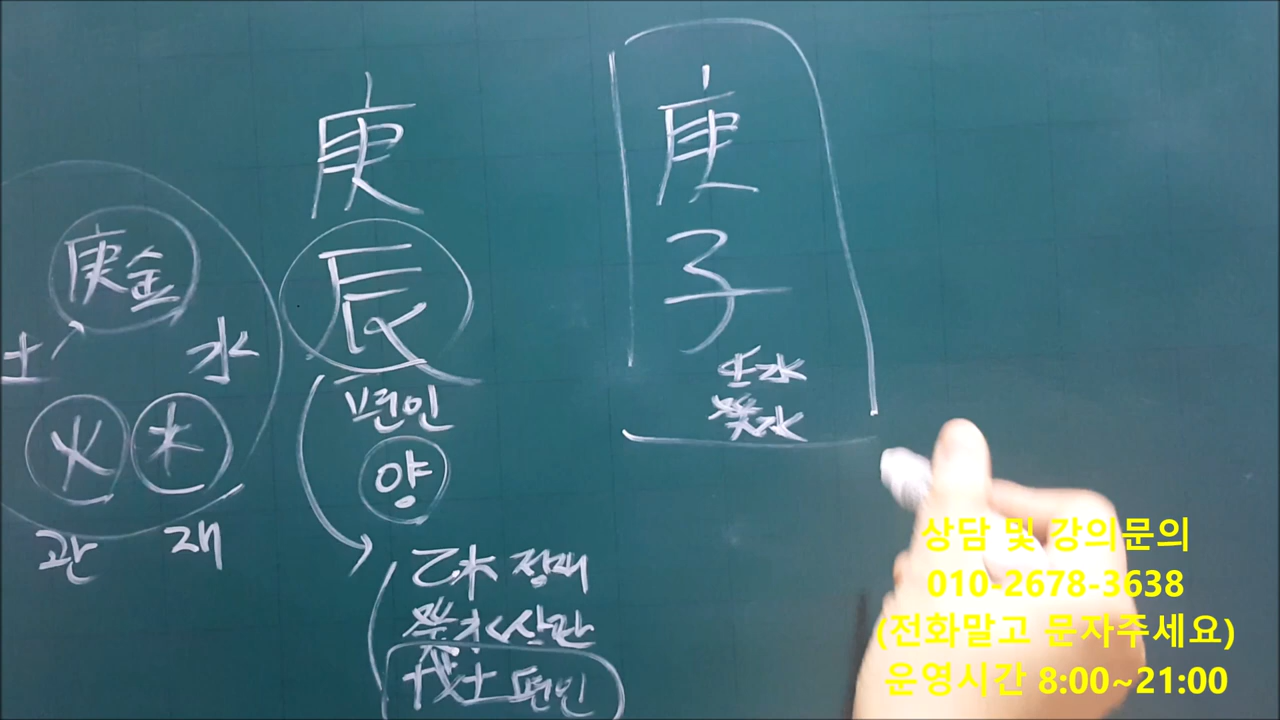 庚金
土 水
火 木
관 재
庚
辰
편인
양
乙木 정재
癸水 상관
戊土 편인
庚
子
壬水
癸水
상담 및 강의문의
010-2678-3638
(전화말고 문자주세요)
운영시간 8:00~21:00